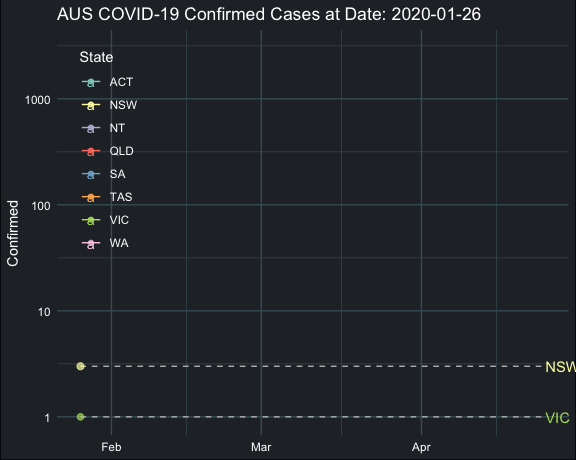 AUS COVID-19 Confirmed Cases at Date: 2020-01-26
State
a ACT
a NSW
a NT
a QLD
a SA
a TAS
a VIC
a WA
Confirmed
1000
100
10
1
NSW
VIC
Feb Mar Apr